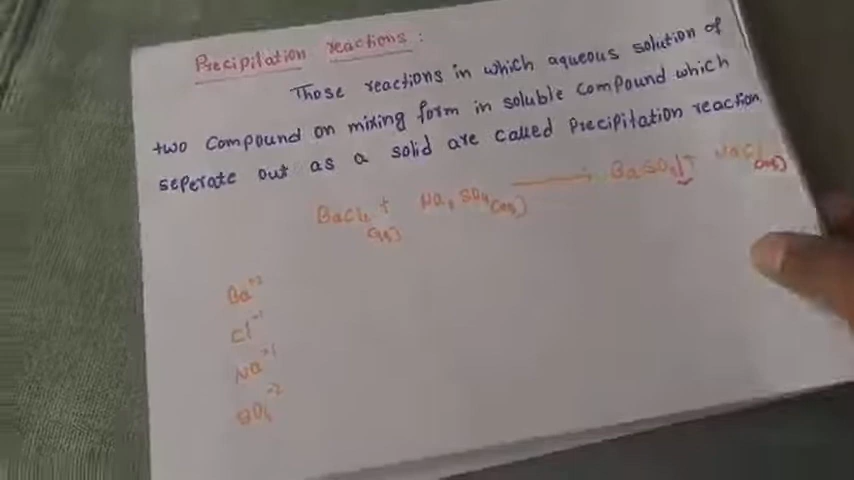 Precipitation reactions :
Those reactions in which aqueous solution of
two compound on mixing form in soluble compound which
seperate out as a solid are called Precipitation reaction
BaCl₂ + Na₂ SO₄ (aq) ⟶ BaSO₄↓ + NaCl
(aq) (aq)
Ba⁺²
Cl⁻¹
Na⁺¹
SO₄⁻²